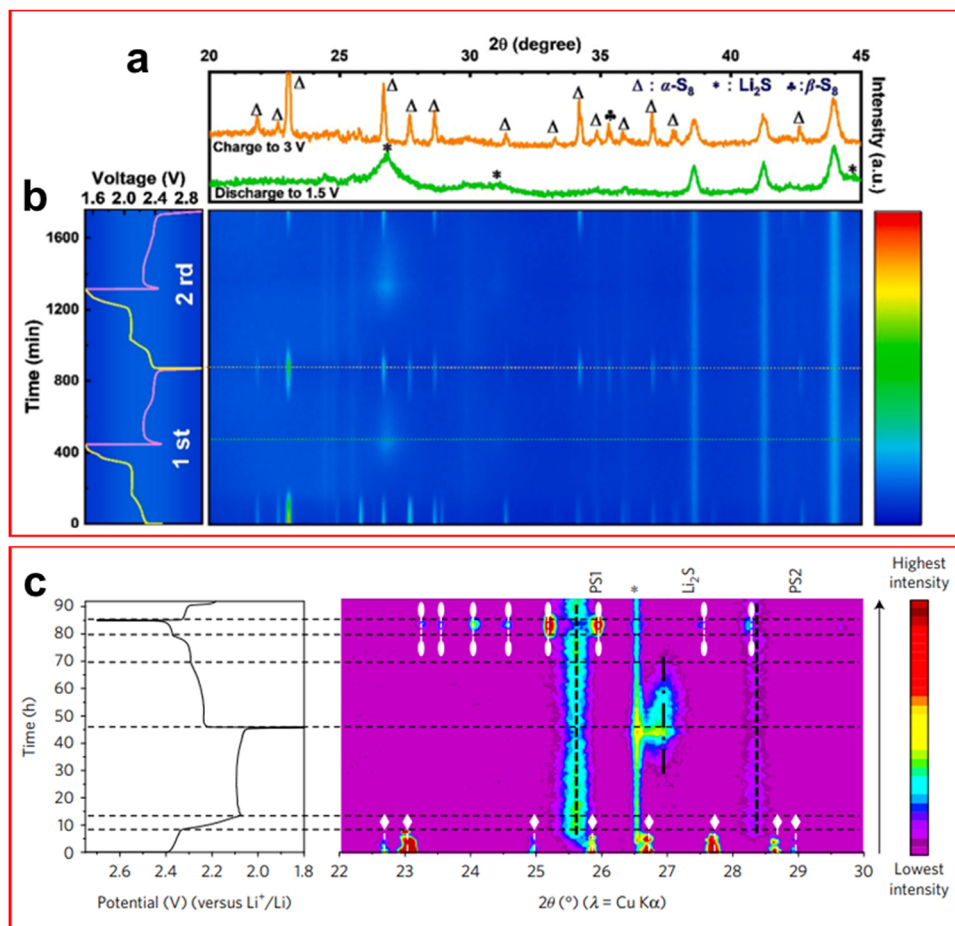 a
2θ (degree)
20 25 30 35 40 45
Δ : α-S8 * : Li2S ♣:β-S8
Δ Δ Δ Δ Δ Δ Δ Δ Δ Δ ♣ Δ Δ Δ Δ
Charge to 3 V
* * *
Discharge to 1.5 V
Intensity (a.u.)
b
Voltage (V)
1.6 2.0 2.4 2.8
Time (min)
1600
1200
800
400
0
2 rd
1 st
c
PS1 * Li2S PS2
Time (h)
90
80
70
60
50
40
30
20
10
0
2.6 2.4 2.2 2.0 1.8
Potential (V) (versus Li+/Li)
22 23 24 25 26 27 28 29 30
2θ (°) (λ = Cu Kα)
Highest
intensity
Lowest
intensity